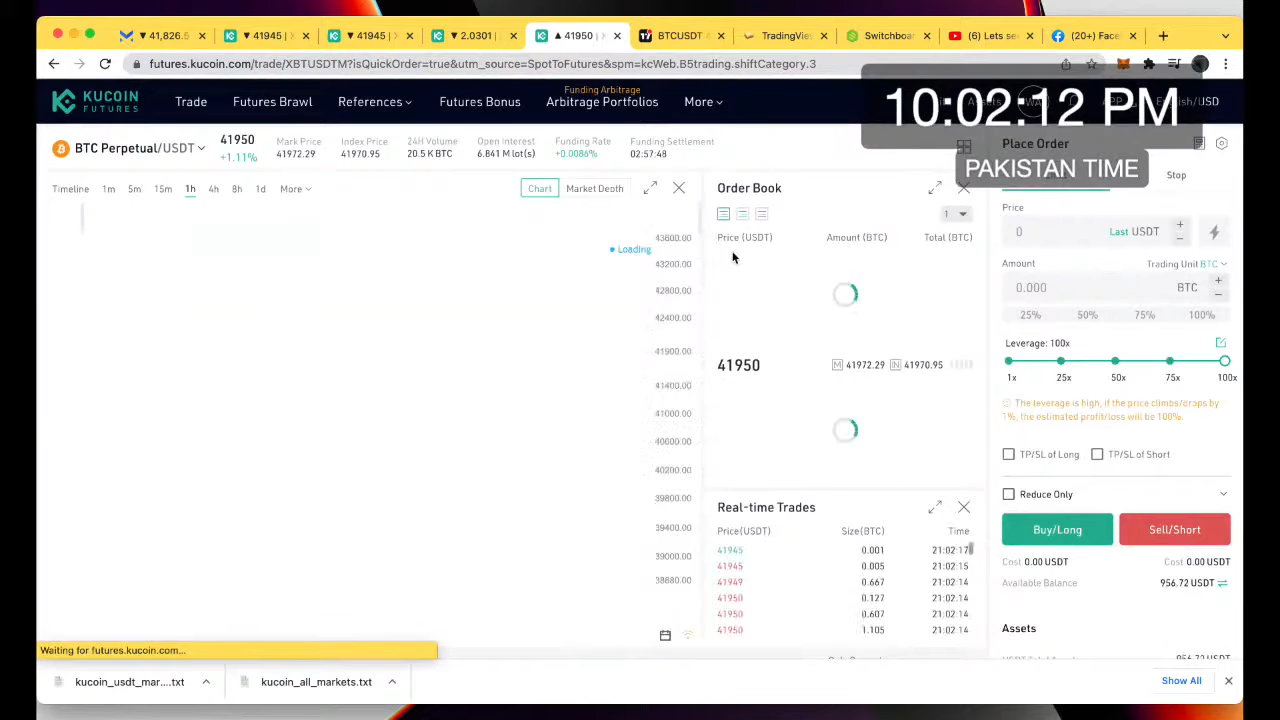 41,826.5
41945 | X
41945 | X
2.0301 |
41950 | X
BTCUSDT 4
TradingView
Switchboar
(6) Lets se
(20+) Face
futures.kucoin.com/trade/XBTUSDTM?isQuickOrder=true&utm_source=SpotToFutures&spm=kcWeb.B5trading.shiftCategory.3
10:02:12 PM
PAKISTAN TIME
KUCOIN FUTURES
Trade
Futures Brawl
References
Futures Bonus
Funding Arbitrage
Arbitrage Portfolios
More
BTC Perpetual/USDT
41950
+1.11%
Mark Price
41972.29
Index Price
41970.95
24H Volume
20.5 K BTC
Open Interest
6.841 M lot(s)
Funding Rate
+0.0086%
Funding Settlement
02:57:48
Timeline 1m 5m 15m 1h 4h 8h 1d More
Chart
Market Depth
Loading
43600.00
43200.00
42800.00
42400.00
41900.00
41400.00
41000.00
40600.00
40200.00
39800.00
39400.00
39000.00
38680.00
Order Book
1
Price (USDT) Amount (BTC) Total (BTC)
41950
M 41972.29 IN 41970.95
Real-time Trades
Price(USDT) Size(BTC) Time
41945 0.001 21:02:17
41945 0.005 21:02:15
41949 0.667 21:02:14
41950 0.127 21:02:14
41950 0.607 21:02:14
41950 1.105 21:02:14
Place Order
Stop
Price
0 Last USDT
Amount
Trading Unit BTC
0.000 BTC
25% 50% 75% 100%
Leverage: 100x
1x 25x 50x 75x 100x
The leverage is high, if the price climbs/drops by
1%, the estimated profit/loss will be 100%.
TP/SL of Long
TP/SL of Short
Reduce Only
Buy/Long
Sell/Short
Cost 0.00 USDT
Cost 0.00 USDT
Available Balance 956.72 USDT
Assets
Waiting for futures.kucoin.com...
kucoin_usdt_mar....txt
kucoin_all_markets.txt
Show All